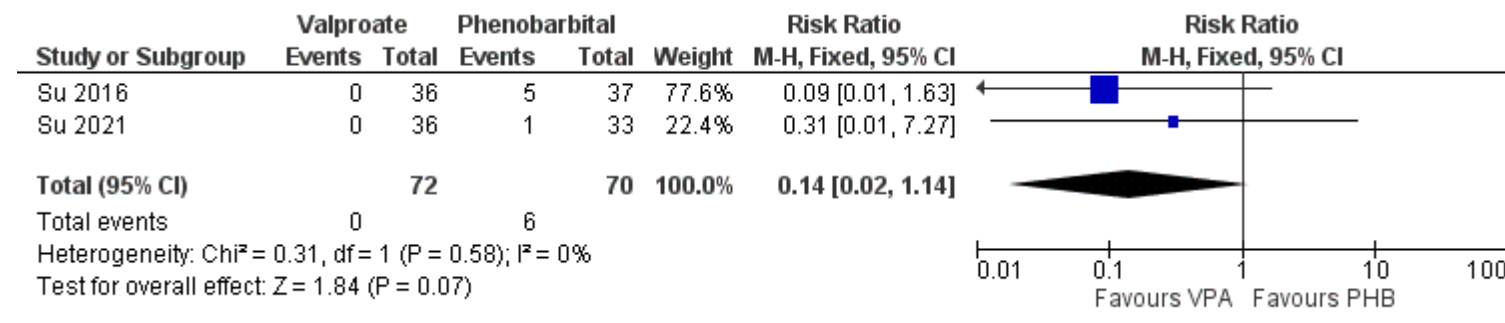 Valproate Phenobarbital Risk Ratio Risk Ratio
Study or Subgroup Events Total Events Total Weight M-H, Fixed, 95% CI M-H, Fixed, 95% CI
Su 2016 0 36 5 37 77.6% 0.09 [0.01, 1.63]
Su 2021 0 36 1 33 22.4% 0.31 [0.01, 7.27]
Total (95% CI) 72 70 100.0% 0.14 [0.02, 1.14]
Total events 0 6
Heterogeneity: Chi² = 0.31, df = 1 (P = 0.58); I² = 0%
Test for overall effect: Z = 1.84 (P = 0.07)
0.01 0.1 1 10 100
Favours VPA Favours PHB